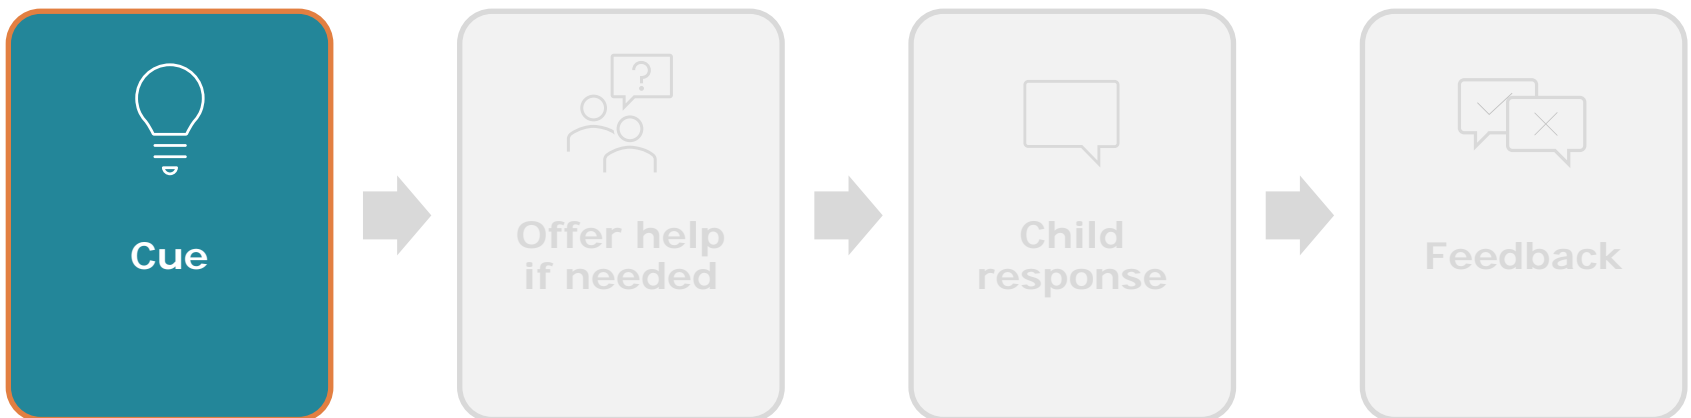 Cue
?
Offer help
if needed
Child
response
Feedback